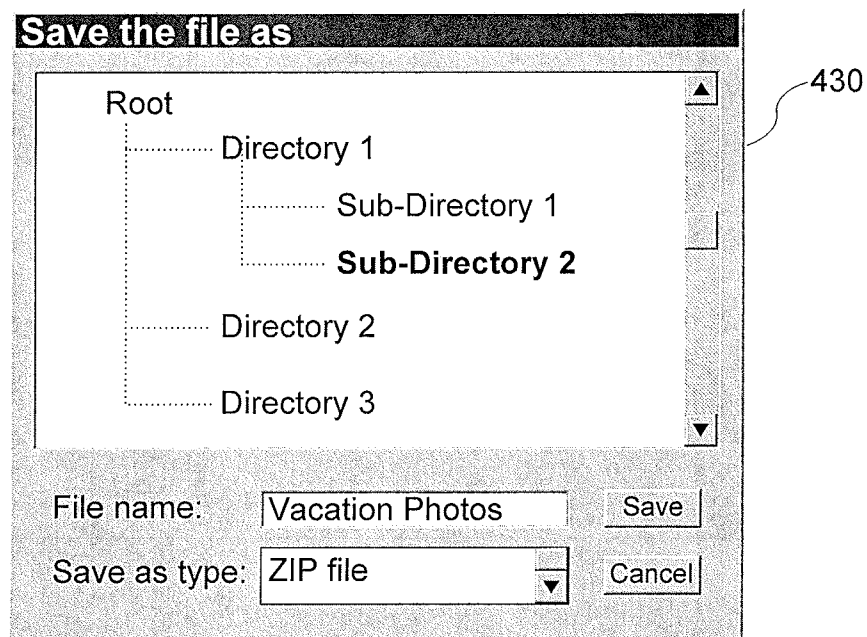 Save the file as
430
Root
Directory 1
Sub-Directory 1
Sub-Directory 2
Directory 2
Directory 3
File name: Vacation Photos Save
Save as type: ZIP file Cancel